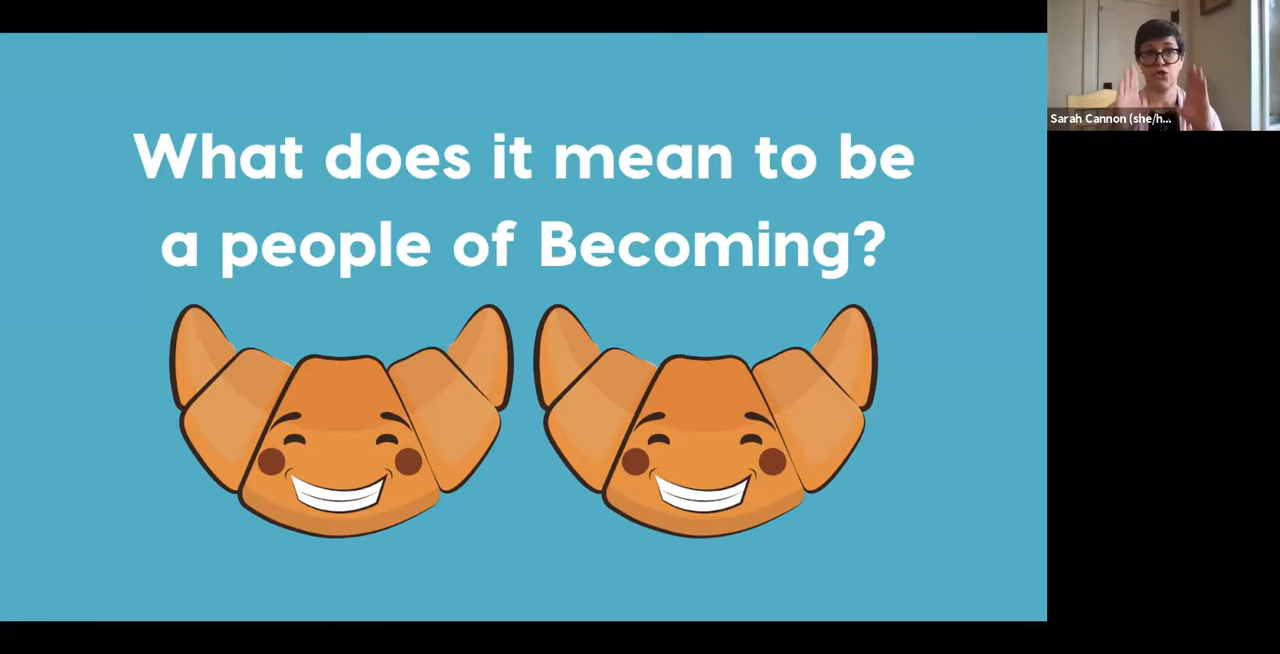 What does it mean to be
a people of Becoming?
Sarah Cannon (she/h...